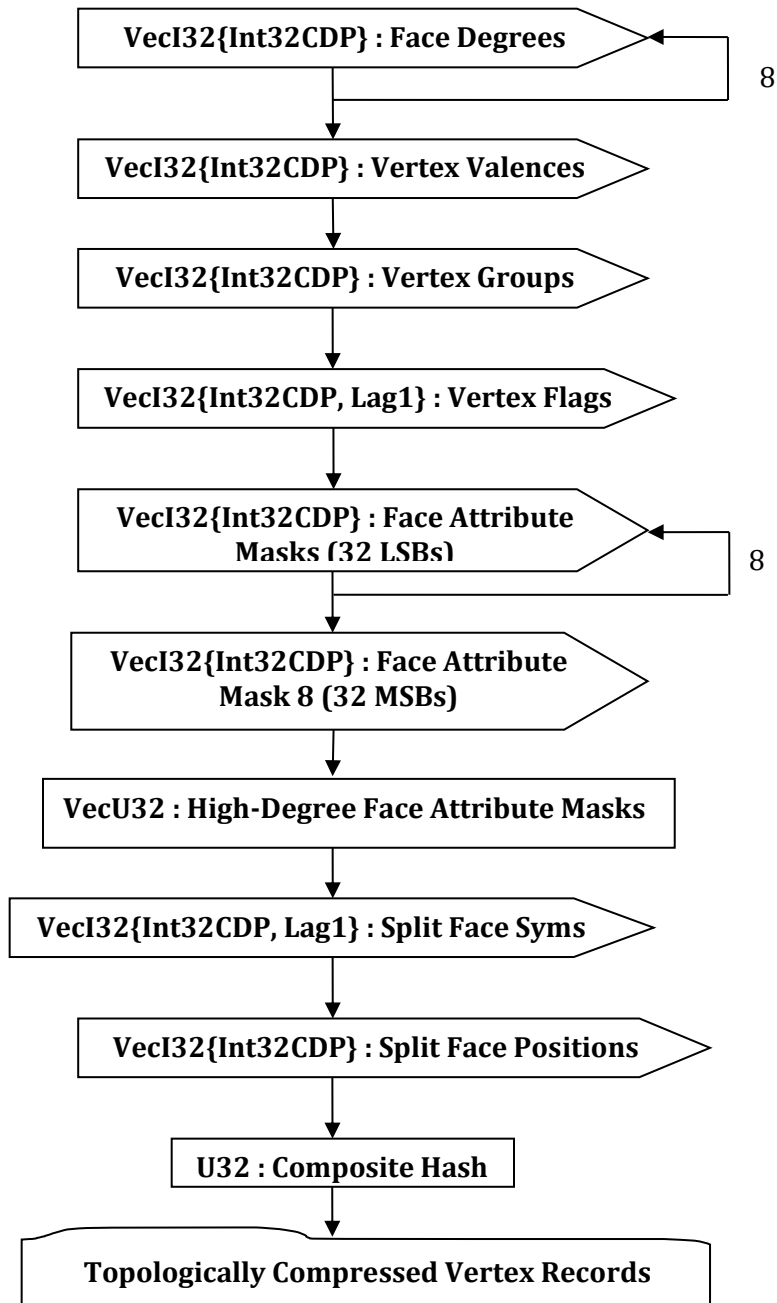 VecI32{Int32CDP} : Face Degrees
8
VecI32{Int32CDP} : Vertex Valences
VecI32{Int32CDP} : Vertex Groups
VecI32{Int32CDP, Lag1} : Vertex Flags
VecI32{Int32CDP} : Face Attribute
Masks (32 LSBs)
8
VecI32{Int32CDP} : Face Attribute
Mask 8 (32 MSBs)
VecU32 : High-Degree Face Attribute Masks
VecI32{Int32CDP, Lag1} : Split Face Syms
VecI32{Int32CDP} : Split Face Positions
U32 : Composite Hash
Topologically Compressed Vertex Records